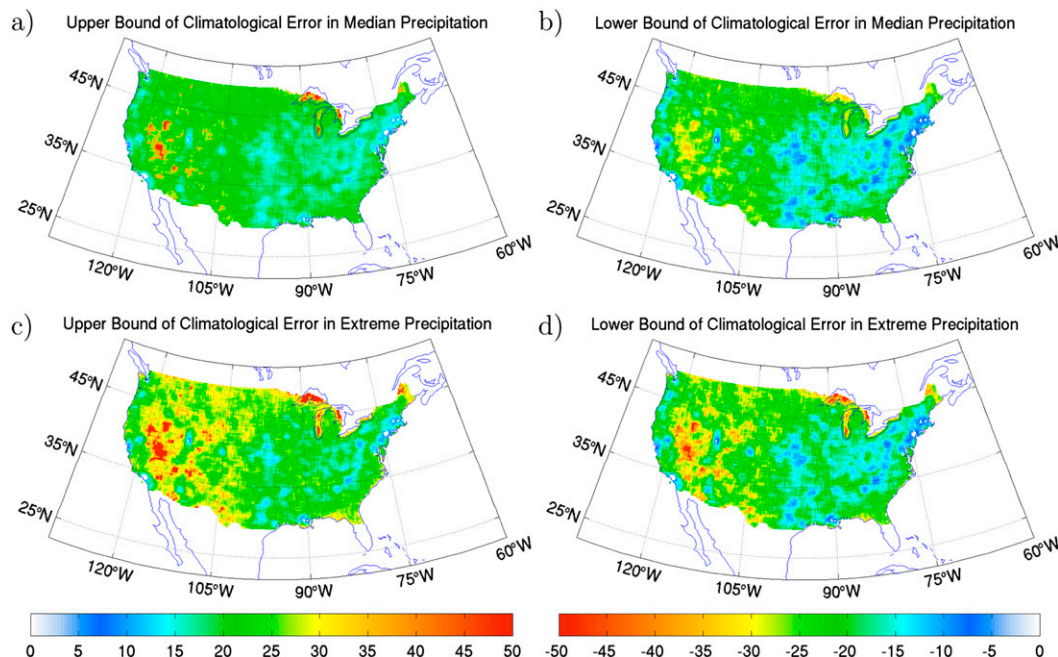 a) Upper Bound of Climatological Error in Median Precipitation
45°N
35°N
25°N
120°W
105°W
90°W
75°W
60°W
b) Lower Bound of Climatological Error in Median Precipitation
45°N
35°N
25°N
120°W
105°W
90°W
75°W
60°W
c) Upper Bound of Climatological Error in Extreme Precipitation
45°N
35°N
25°N
120°W
105°W
90°W
75°W
60°W
d) Lower Bound of Climatological Error in Extreme Precipitation
45°N
35°N
25°N
120°W
105°W
90°W
75°W
60°W
0 5 10 15 20 25 30 35 40 45 50
-50 -45 -40 -35 -30 -25 -20 -15 -10 -5 0